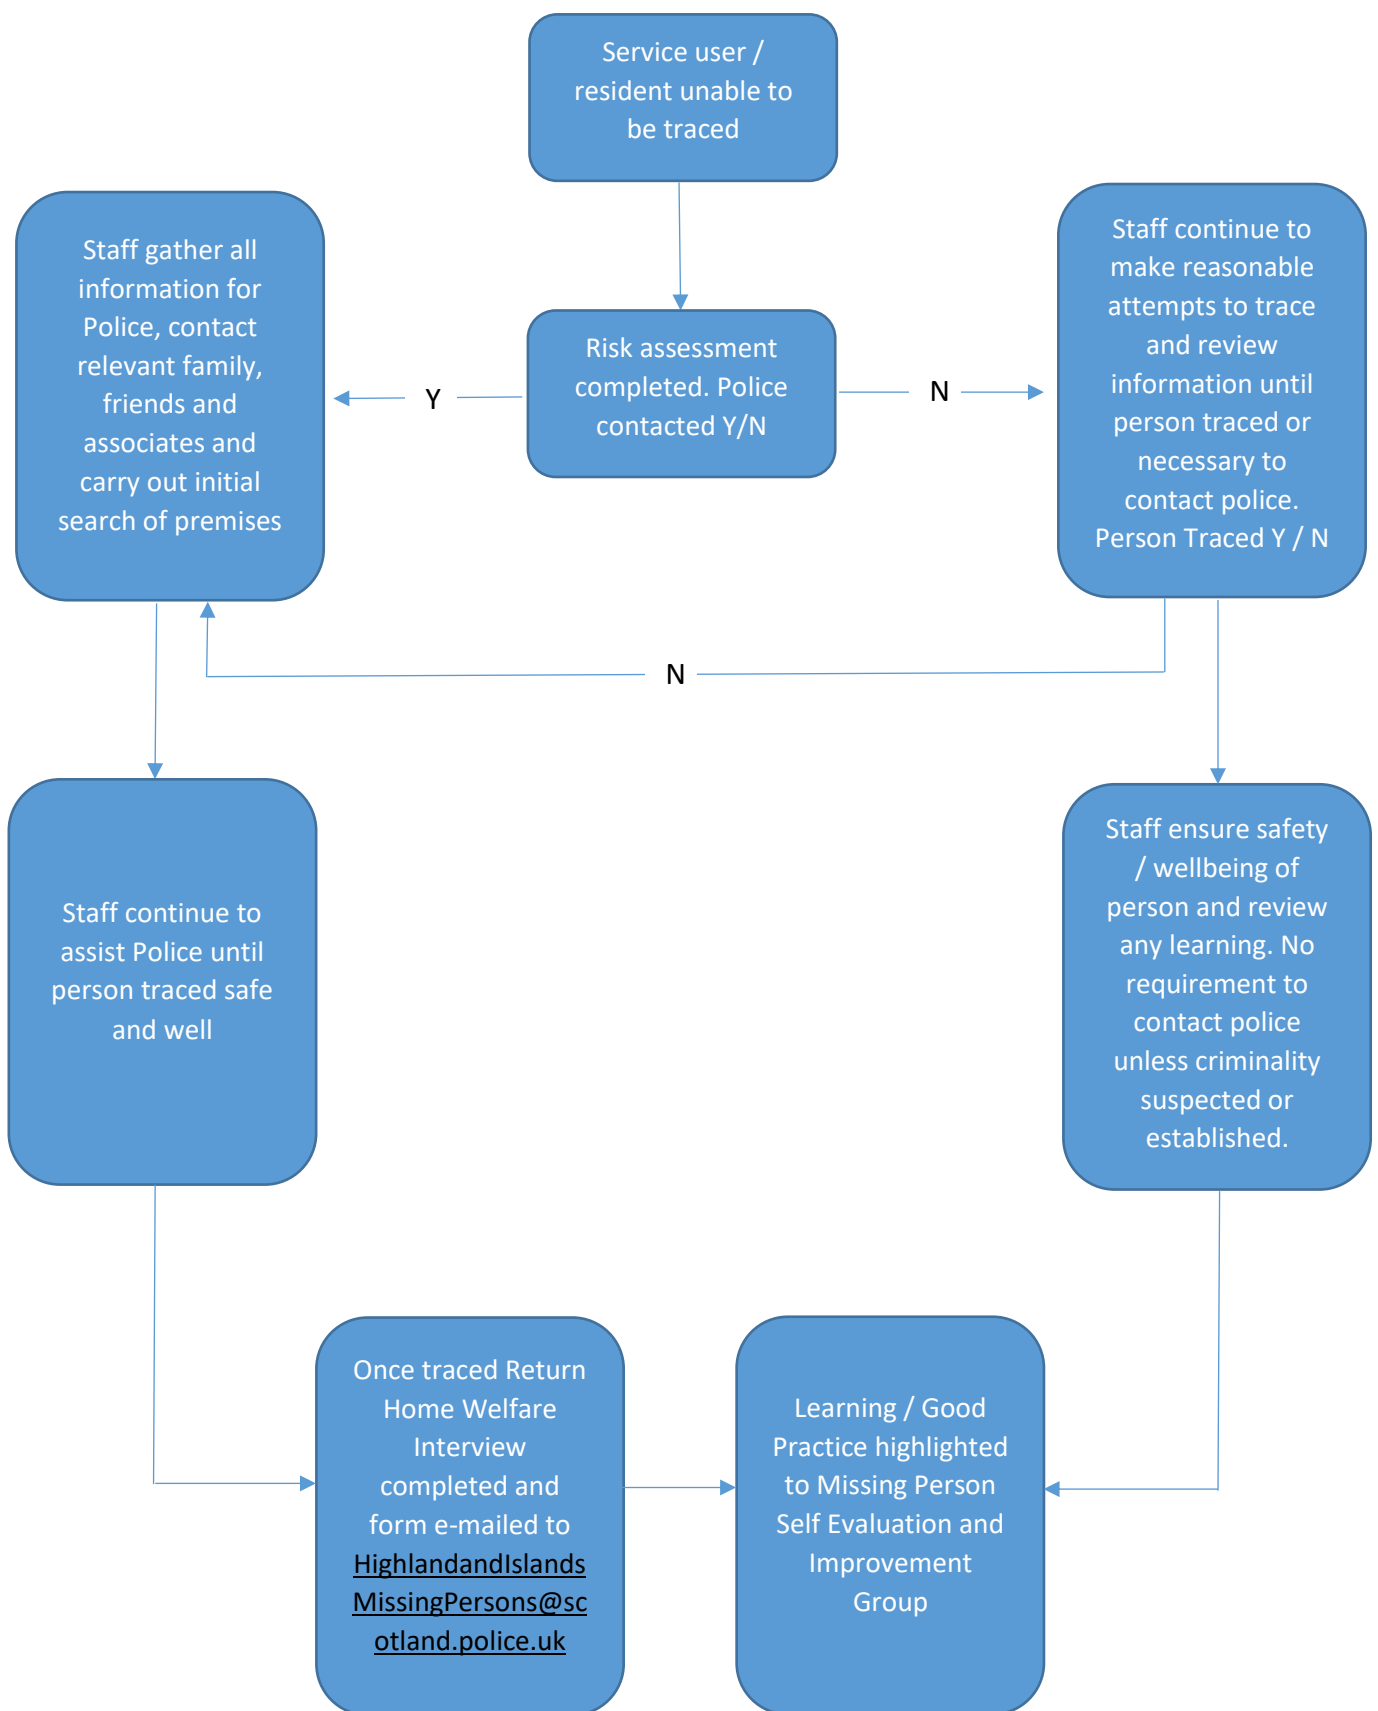 Service user /
resident unable to
be traced
Staff gather all
information for
Police, contact
relevant family,
friends and
associates and
carry out initial
search of premises
Y
Risk assessment
completed. Police
contacted Y/N
N
Staff continue to
make reasonable
attempts to trace
and review
information until
person traced or
necessary to
contact police.
Person Traced Y / N
N
Staff continue to
assist Police until
person traced safe
and well
Staff ensure safety
/ wellbeing of
person and review
any learning. No
requirement to
contact police
unless criminality
suspected or
established.
Once traced Return
Home Welfare
Interview
completed and
form e-mailed to
HighlandandIslands
MissingPersons@sc
otland.police.uk
Learning / Good
Practice highlighted
to Missing Person
Self Evaluation and
Improvement
Group